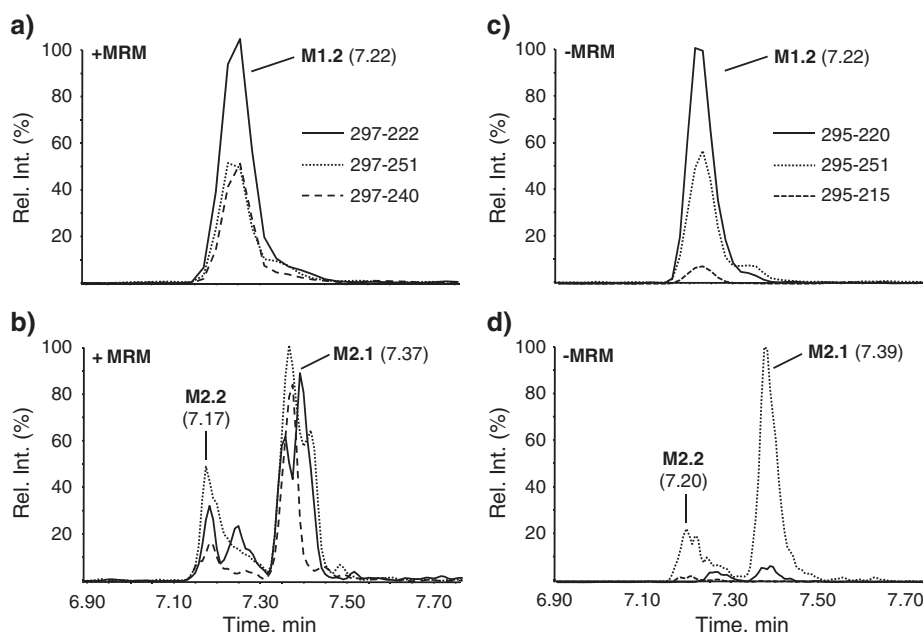 a)
+MRM
M1.2 (7.22)
Rel. Int. (%)
100
80
60
40
20
297-222
297-251
297-240
c)
-MRM
M1.2 (7.22)
Rel. Int. (%)
100
80
60
40
20
295-220
295-251
295-215
b)
+ MRM
M2.1 (7.37)
M2.2
(7.17)
Rel. Int. (%)
100
80
60
40
20
6.90
7.10
7.30
7.50
7.70
Time, min
d)
-MRM
M2.1 (7.39)
M2.2
(7.20)
Rel. Int. (%)
100
80
60
40
20
6.90
7.10
7.30
7.50
7.70
Time, min